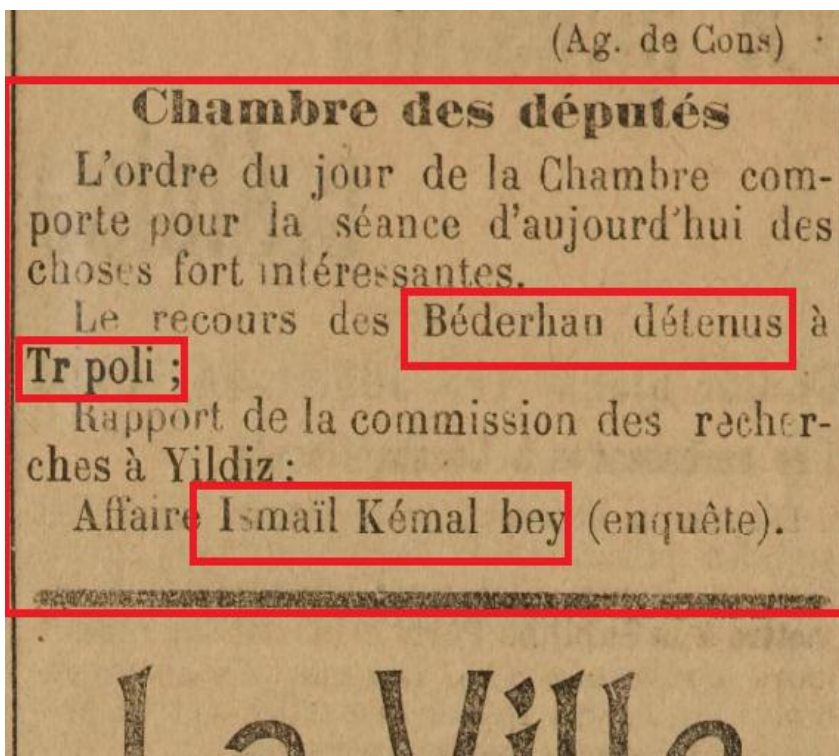 (Ag. de Cons)
Chambre des députés
L'ordre du jour de la Chambre com-
porte pour la séance d'aujourd'hui des
choses fort intéressantes.
Le recours des Béderhan détenus à
Tr poli ;
Rapport de la commission des recher-
ches à Yildiz ;
Affaire Ismaïl Kémal bey (enquête).
La Ville